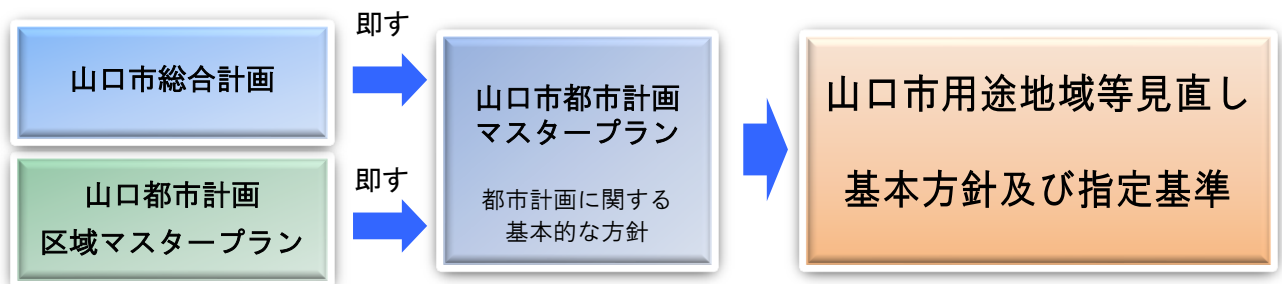 即す
山口市総合計画
即す
山口都市計画
区域マスタープラン
山口市都市計画
マスタープラン
都市計画に関する
基本的な方針
山口市用途地域等見直し
基本方針及び指定基準